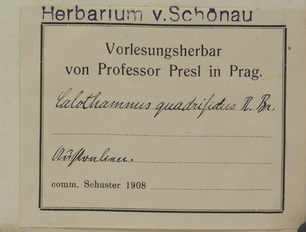 Herbarium v. Schönau
Vorlesungsherbar
von Professor Presl in Prag.
Calothamnus quadrifidus R. Br.
Australien.
comm. Schuster 1908